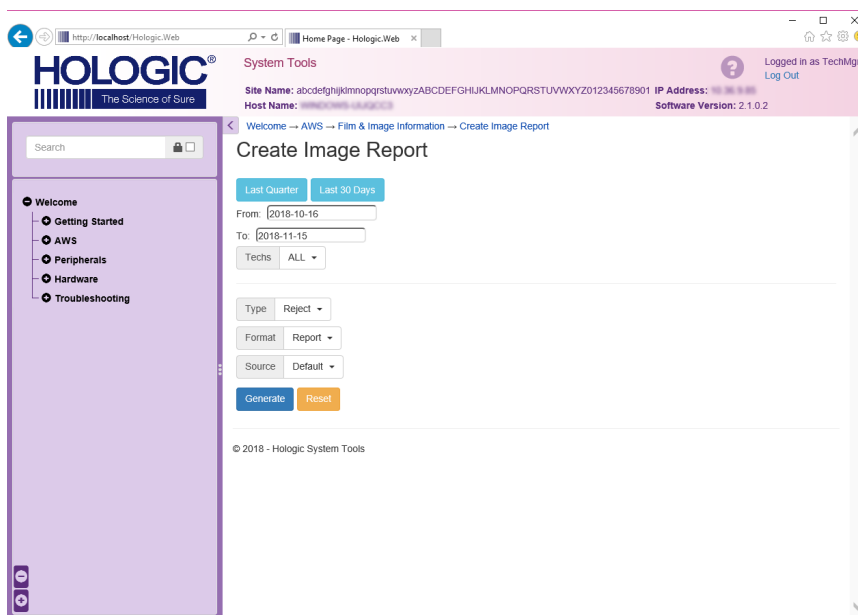 http://localhost/Hologic.Web
Home Page - Hologic.Web
HOLOGIC®
The Science of Sure
System Tools
Logged in as TechMgr
Log Out
Site Name: abcdefghijklmnopqrstuvwxyzABCDEFGHIJKLMNOPQRSTUVWXYZ012345678901 IP Address:
Host Name:
Software Version: 2.1.0.2
Welcome → AWS → Film & Image Information → Create Image Report
Search
Create Image Report
Last Quarter
Last 30 Days
From: 2018-10-16
To: 2018-11-15
Techs ALL
Type Reject
Format Report
Source Default
Generate
Reset
© 2018 - Hologic System Tools
Welcome
Getting Started
AWS
Peripherals
Hardware
Troubleshooting